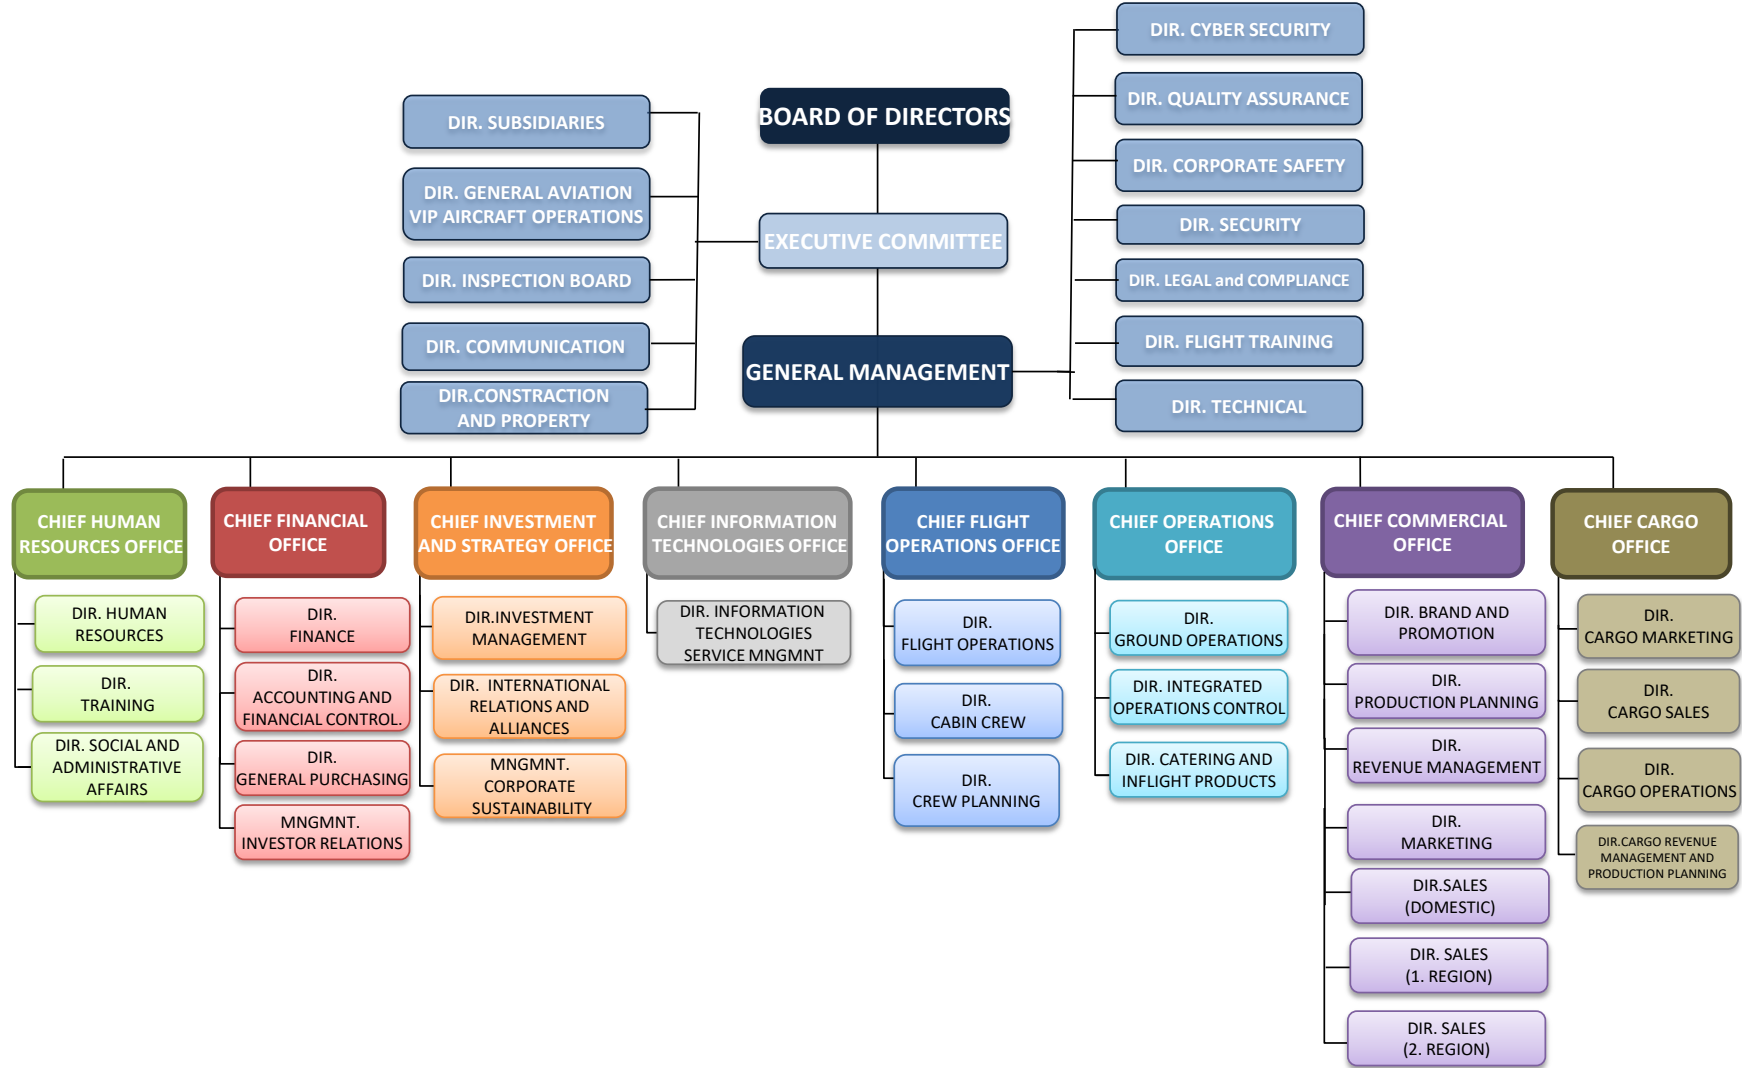 BOARD OF DIRECTORS
EXECUTIVE COMMITTEE
GENERAL MANAGEMENT
DIR. SUBSIDIARIES
DIR. GENERAL AVIATION
VIP AIRCRAFT OPERATIONS
DIR. INSPECTION BOARD
DIR. COMMUNICATION
DIR.CONSTRACTION
AND PROPERTY
DIR. CYBER SECURITY
DIR. QUALITY ASSURANCE
DIR. CORPORATE SAFETY
DIR. SECURITY
DIR. LEGAL and COMPLIANCE
DIR. FLIGHT TRAINING
DIR. TECHNICAL
CHIEF HUMAN
RESOURCES OFFICE
DIR. HUMAN
RESOURCES
DIR.
TRAINING
DIR. SOCIAL AND
ADMINISTRATIVE
AFFAIRS
CHIEF FINANCIAL
OFFICE
DIR.
FINANCE
DIR.
ACCOUNTING AND
FINANCIAL CONTROL.
DIR.
GENERAL PURCHASING
MNGMNT.
INVESTOR RELATIONS
CHIEF INVESTMENT
AND STRATEGY OFFICE
DIR.INVESTMENT
MANAGEMENT
DIR. INTERNATIONAL
RELATIONS AND
ALLIANCES
MNGMNT.
CORPORATE
SUSTAINABILITY
CHIEF INFORMATION
TECHNOLOGIES OFFICE
DIR. INFORMATION
TECHNOLOGIES
SERVICE MNGMNT
CHIEF FLIGHT
OPERATIONS OFFICE
DIR.
FLIGHT OPERATIONS
DIR.
CABIN CREW
DIR.
CREW PLANNING
CHIEF OPERATIONS
OFFICE
DIR.
GROUND OPERATIONS
DIR. INTEGRATED
OPERATIONS CONTROL
DIR. CATERING AND
INFLIGHT PRODUCTS
CHIEF COMMERCIAL
OFFICE
DIR. BRAND AND
PROMOTION
DIR.
PRODUCTION PLANNING
DIR.
REVENUE MANAGEMENT
DIR.
MARKETING
DIR.SALES
(DOMESTIC)
DIR. SALES
(1. REGION)
DIR. SALES
(2. REGION)
CHIEF CARGO
OFFICE
DIR.
CARGO MARKETING
DIR.
CARGO SALES
DIR.
CARGO OPERATIONS
DIR.CARGO REVENUE
MANAGEMENT AND
PRODUCTION PLANNING